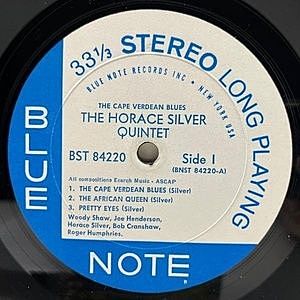 33⅓ STEREO LONG PLAYING
BLUE NOTE RECORDS INC • NEW YORK USA
THE CAPE VERDEAN BLUES
THE HORACE SILVER
QUINTET
BST 84220
Side 1
(BNST 84220-A)
All compositions Ecaroh Music - ASCAP
1. THE CAPE VERDEAN BLUES (Silver)
2. THE AFRICAN QUEEN (Silver)
3. PRETTY EYES (Silver)
Woody Shaw, Joe Henderson,
Horace Silver, Bob Cranshaw,
Roger Humphries.
BLUE
NOTE